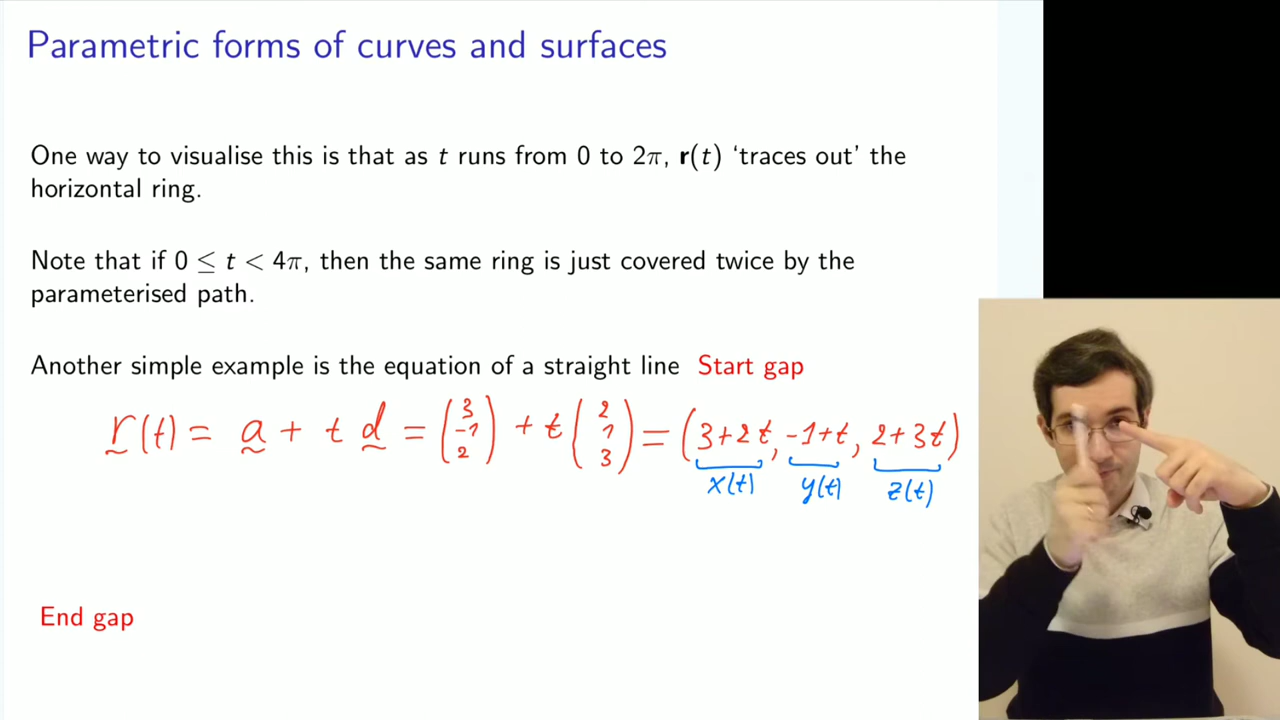 Parametric forms of curves and surfaces
One way to visualise this is that as t runs from 0 to 2π, r(t) ‘traces out’ the
horizontal ring.
Note that if 0 ≤ t < 4π, then the same ring is just covered twice by the
parameterised path.
Another simple example is the equation of a straight line Start gap
r(t) = a + t d = (3 -1 2) + t (2 1 3) = (3+2t, -1+t, 2+3t)
x(t) y(t) z(t)
End gap